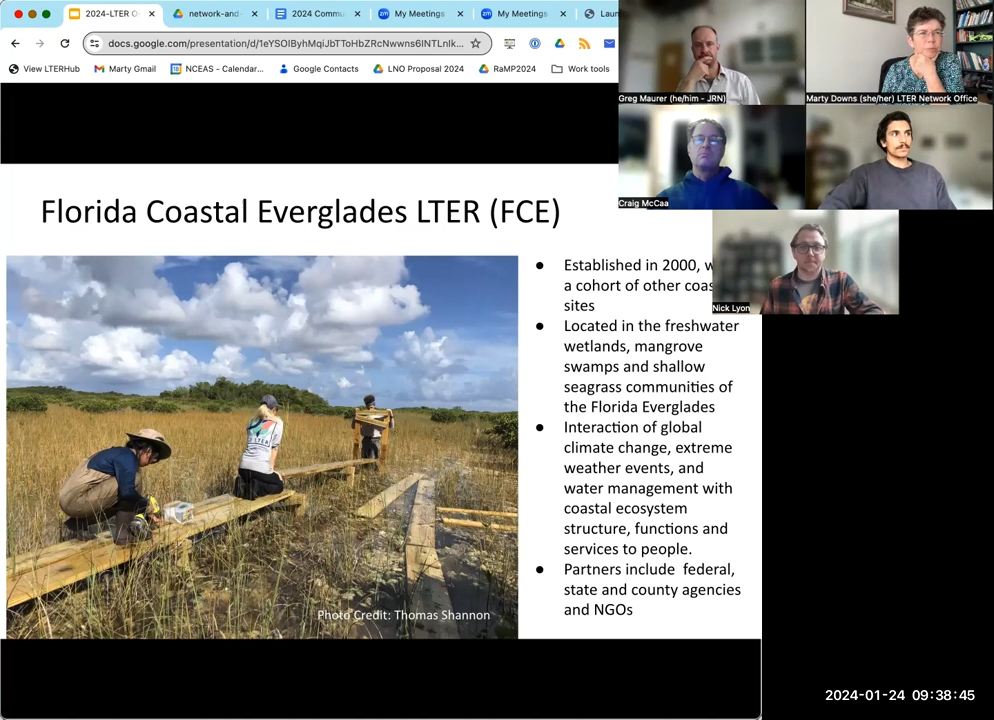 2024-LTER O
network-and-
2024 Commu
My Meetings
My Meetings
Laun
docs.google.com/presentation/d/1eYSOIByhMqiJbTToHbZRcNwwns6INTLnlk...
View LTERHub
Marty Gmail
NCEAS - Calendar...
Google Contacts
LNO Proposal 2024
RaMP2024
Work tools
Greg Maurer (he/him - JRN)
Marty Downs (she/her) LTER Network Office
Craig McCaa
Nick Lyon
Florida Coastal Everglades LTER (FCE)
● Established in 2000, w
a cohort of other coas
sites
● Located in the freshwater
wetlands, mangrove
swamps and shallow
seagrass communities of
the Florida Everglades
● Interaction of global
climate change, extreme
weather events, and
water management with
coastal ecosystem
structure, functions and
services to people.
● Partners include federal,
state and county agencies
and NGOs
Photo Credit: Thomas Shannon
2024-01-24 09:38:45